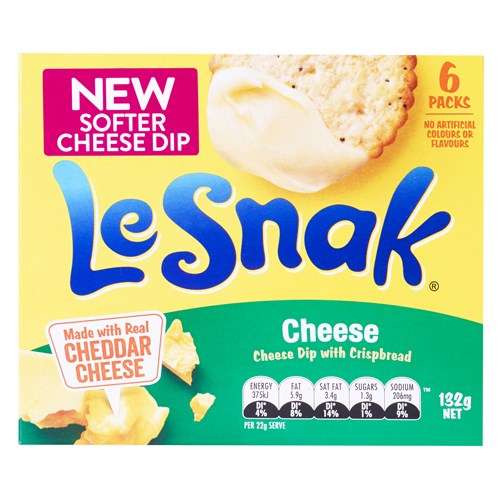 NEW
SOFTER
CHEESE DIP
6
PACKS
NO ARTIFICIAL
COLOURS OR
FLAVOURS
Le Snak®
Made with Real
CHEDDAR
CHEESE
Cheese
Cheese Dip with Crispbread
ENERGY FAT SAT FAT SUGARS SODIUM ™
375kJ 5.9g 3.4g 1.3g 206mg
DI* DI* DI* DI* DI*
4% 8% 14% 1% 9%
PER 22g SERVE
132g
NET